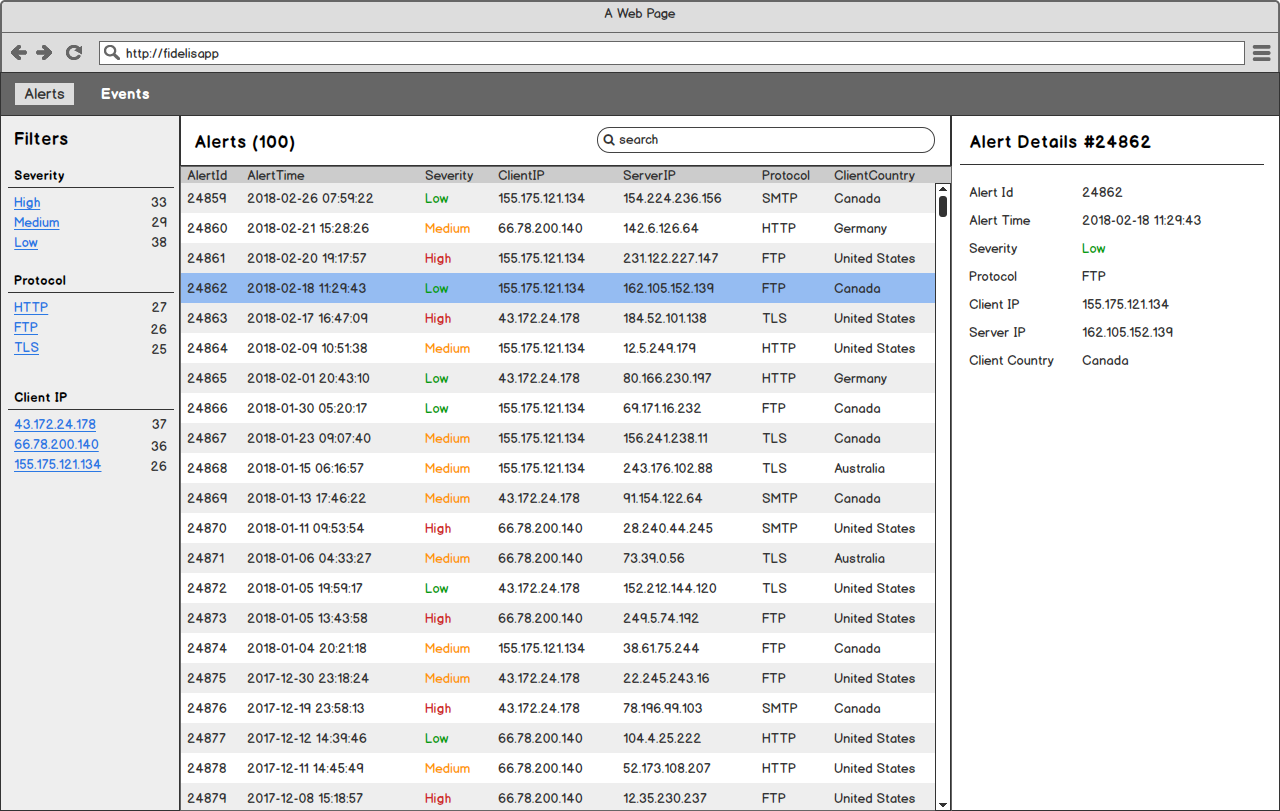 A Web Page
http://fidelisapp
Alerts Events
Filters
Severity
High 33
Medium 29
Low 38
Protocol
HTTP 27
FTP 26
TLS 25
Client IP
43.172.24.178 37
66.78.200.140 36
155.175.121.134 26
Alerts (100)
search
AlertId AlertTime Severity ClientIP ServerIP Protocol ClientCountry
24859 2018-02-26 07:59:22 Low 155.175.121.134 154.224.236.156 SMTP Canada
24860 2018-02-21 15:28:26 Medium 66.78.200.140 142.6.126.64 HTTP Germany
24861 2018-02-20 19:17:57 High 155.175.121.134 231.122.227.147 FTP United States
24862 2018-02-18 11:29:43 Low 155.175.121.134 162.105.152.139 FTP Canada
24863 2018-02-17 16:47:09 High 43.172.24.178 184.52.101.138 TLS United States
24864 2018-02-09 10:51:38 Medium 155.175.121.134 12.5.249.179 HTTP United States
24865 2018-02-01 20:43:10 Low 43.172.24.178 80.166.230.197 HTTP Germany
24866 2018-01-30 05:20:17 Low 155.175.121.134 69.171.16.232 FTP Canada
24867 2018-01-23 09:07:40 Medium 155.175.121.134 156.241.238.11 TLS Canada
24868 2018-01-15 06:16:57 Medium 155.175.121.134 243.176.102.88 TLS Australia
24869 2018-01-13 17:46:22 Medium 43.172.24.178 91.154.122.64 SMTP Canada
24870 2018-01-11 09:53:54 High 66.78.200.140 28.240.44.245 SMTP United States
24871 2018-01-06 04:33:27 Medium 66.78.200.140 73.39.0.56 TLS Australia
24872 2018-01-05 19:59:17 Low 43.172.24.178 152.212.144.120 TLS United States
24873 2018-01-05 13:43:58 High 66.78.200.140 249.5.74.192 FTP United States
24874 2018-01-04 20:21:18 Medium 155.175.121.134 38.61.75.244 FTP Canada
24875 2017-12-30 23:18:24 Medium 43.172.24.178 22.245.243.16 FTP United States
24876 2017-12-19 23:58:13 High 43.172.24.178 78.196.99.103 SMTP Canada
24877 2017-12-12 14:39:46 Low 66.78.200.140 104.4.25.222 HTTP United States
24878 2017-12-11 14:45:49 Medium 66.78.200.140 52.173.108.207 HTTP United States
24879 2017-12-08 15:18:57 High 66.78.200.140 12.35.230.237 FTP United States
Alert Details #24862
Alert Id 24862
Alert Time 2018-02-18 11:29:43
Severity Low
Protocol FTP
Client IP 155.175.121.134
Server IP 162.105.152.139
Client Country Canada